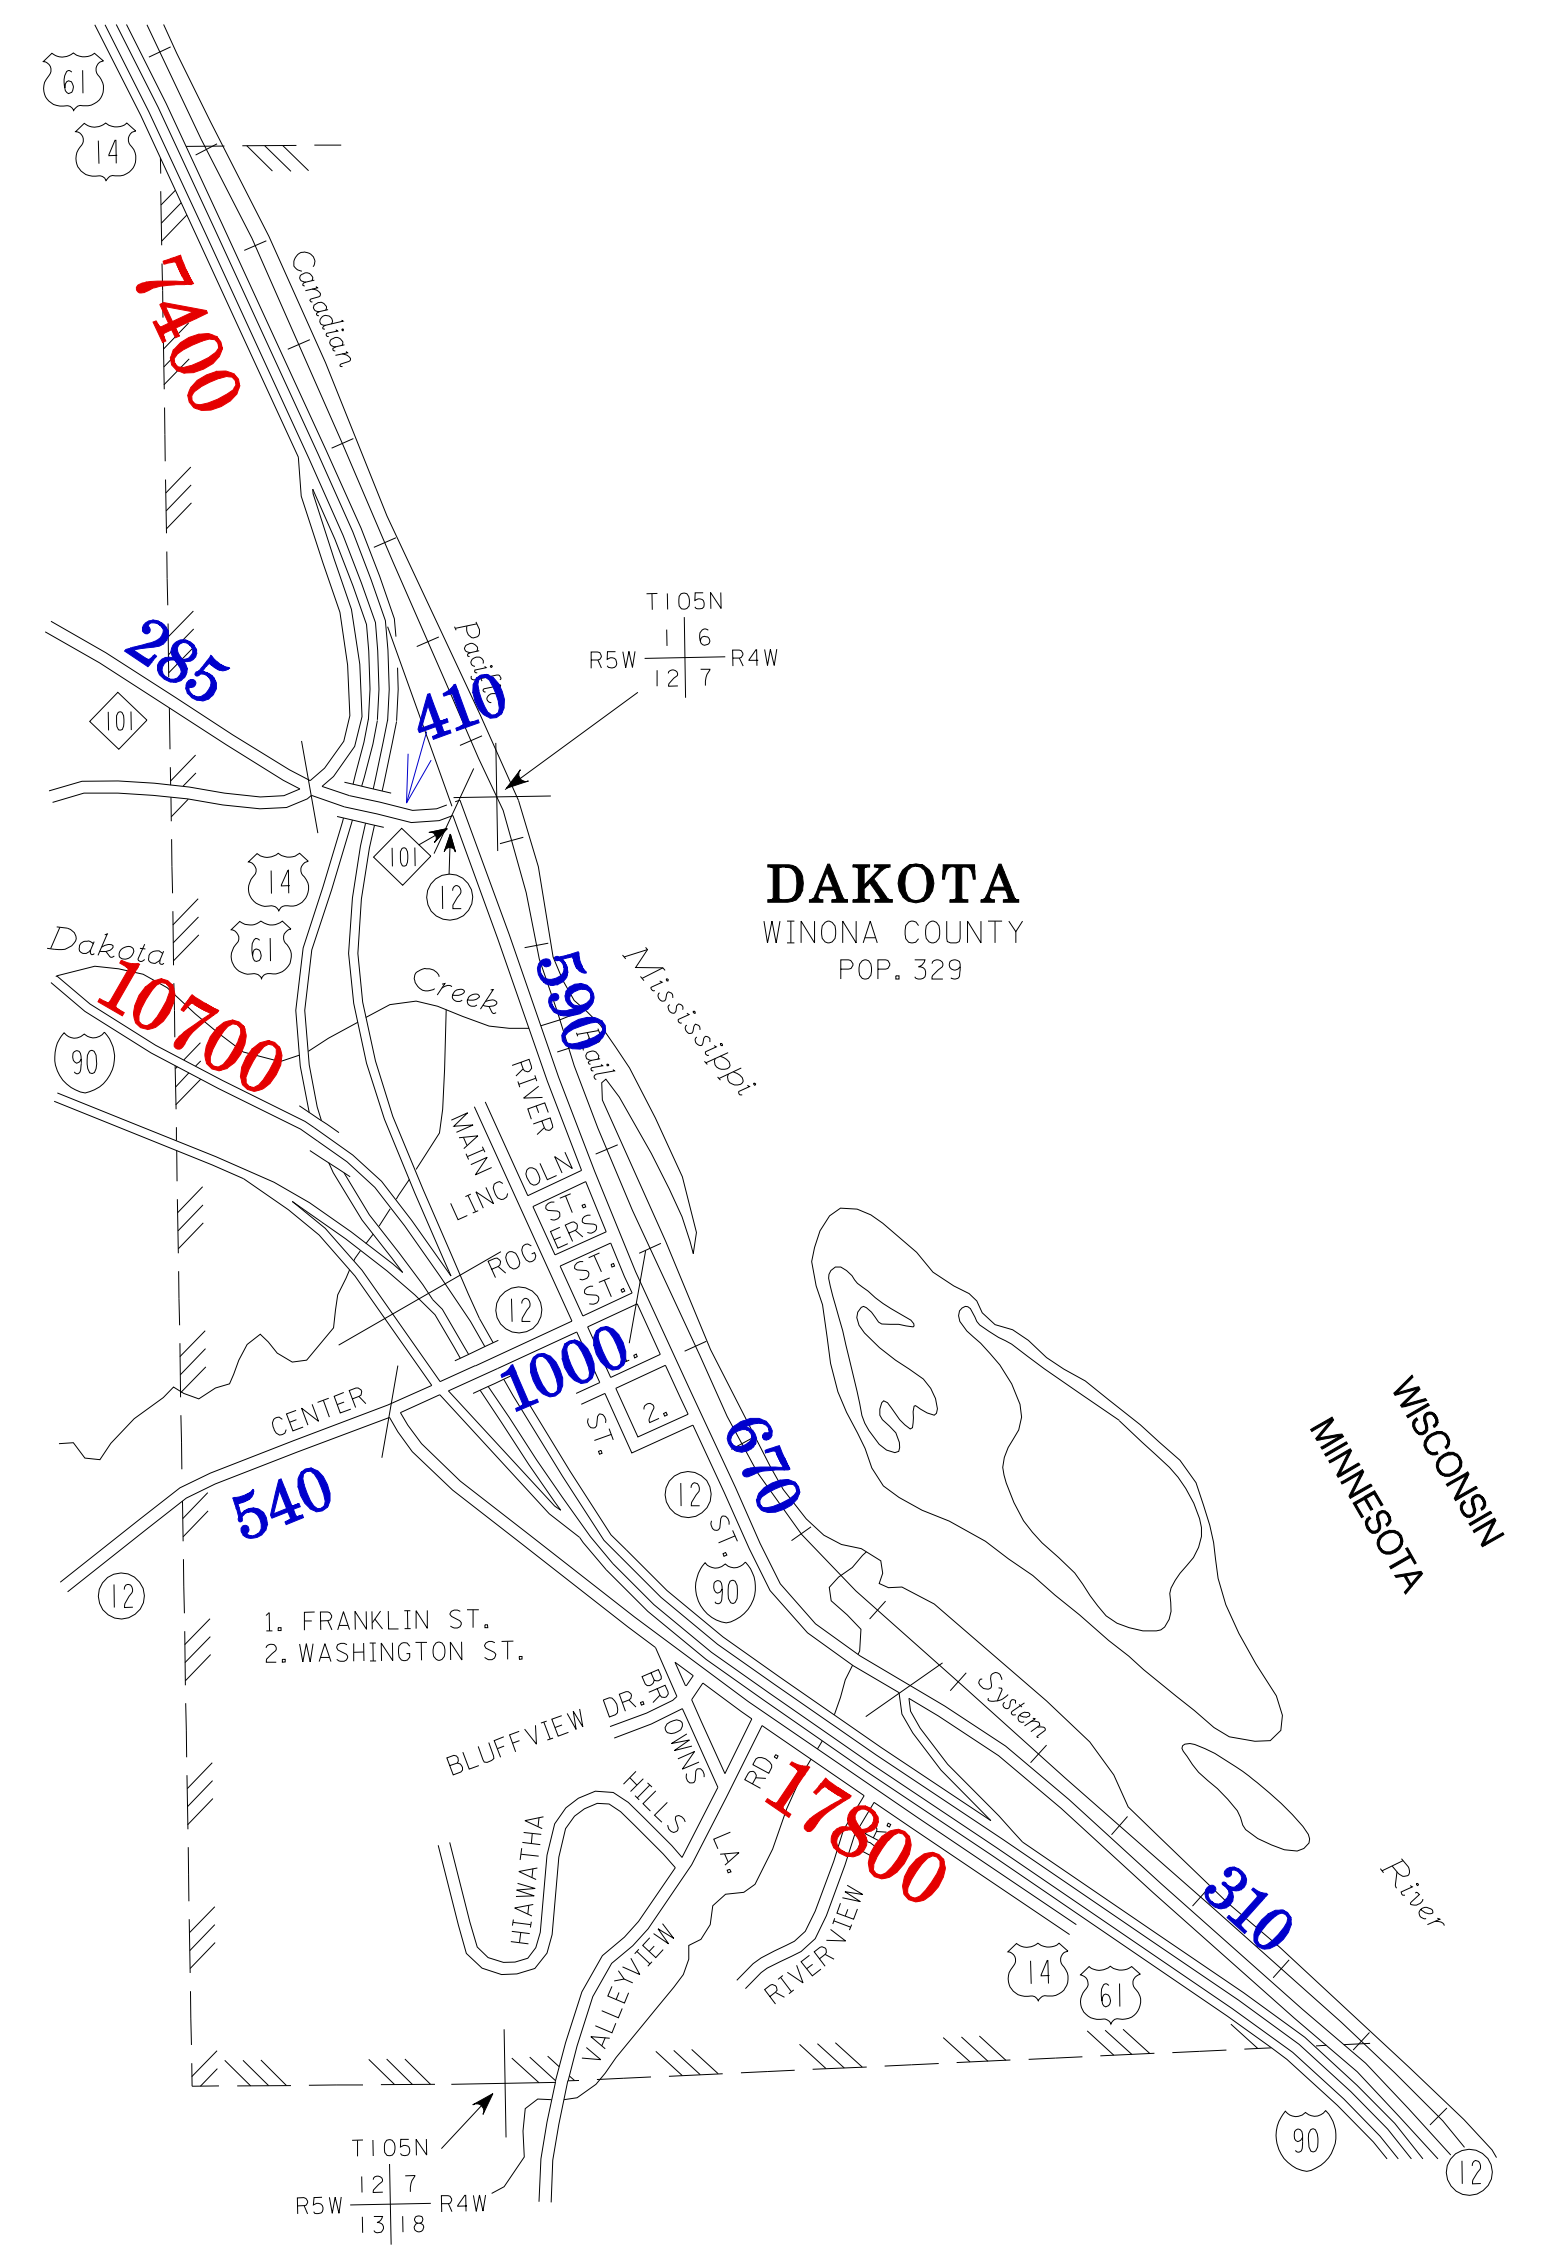 61
14
Canadian
7400
T105N
1 6
R5W R4W
12 7
285
Pacific
410
101
101
12
14
61
DAKOTA
WINONA COUNTY
POP. 329
Dakota
Creek
10700
90
590
Mississippi
Rail
RIVER
MAIN
LINC OLN
ST.
ROG ERS
ST.
ST.
12
1000
2.
CENTER
ST.
670
WISCONSIN
MINNESOTA
540
12
12
ST.
90
1. FRANKLIN ST.
2. WASHINGTON ST.
BLUFFVIEW DR.
BR OWNS
System
RD.
17800
HILLS
HIAWATHA
LA.
VALLEYVIEW
RIVERVIEW
310
River
14
61
90
12
T105N
12 7
R5W R4W
13 18